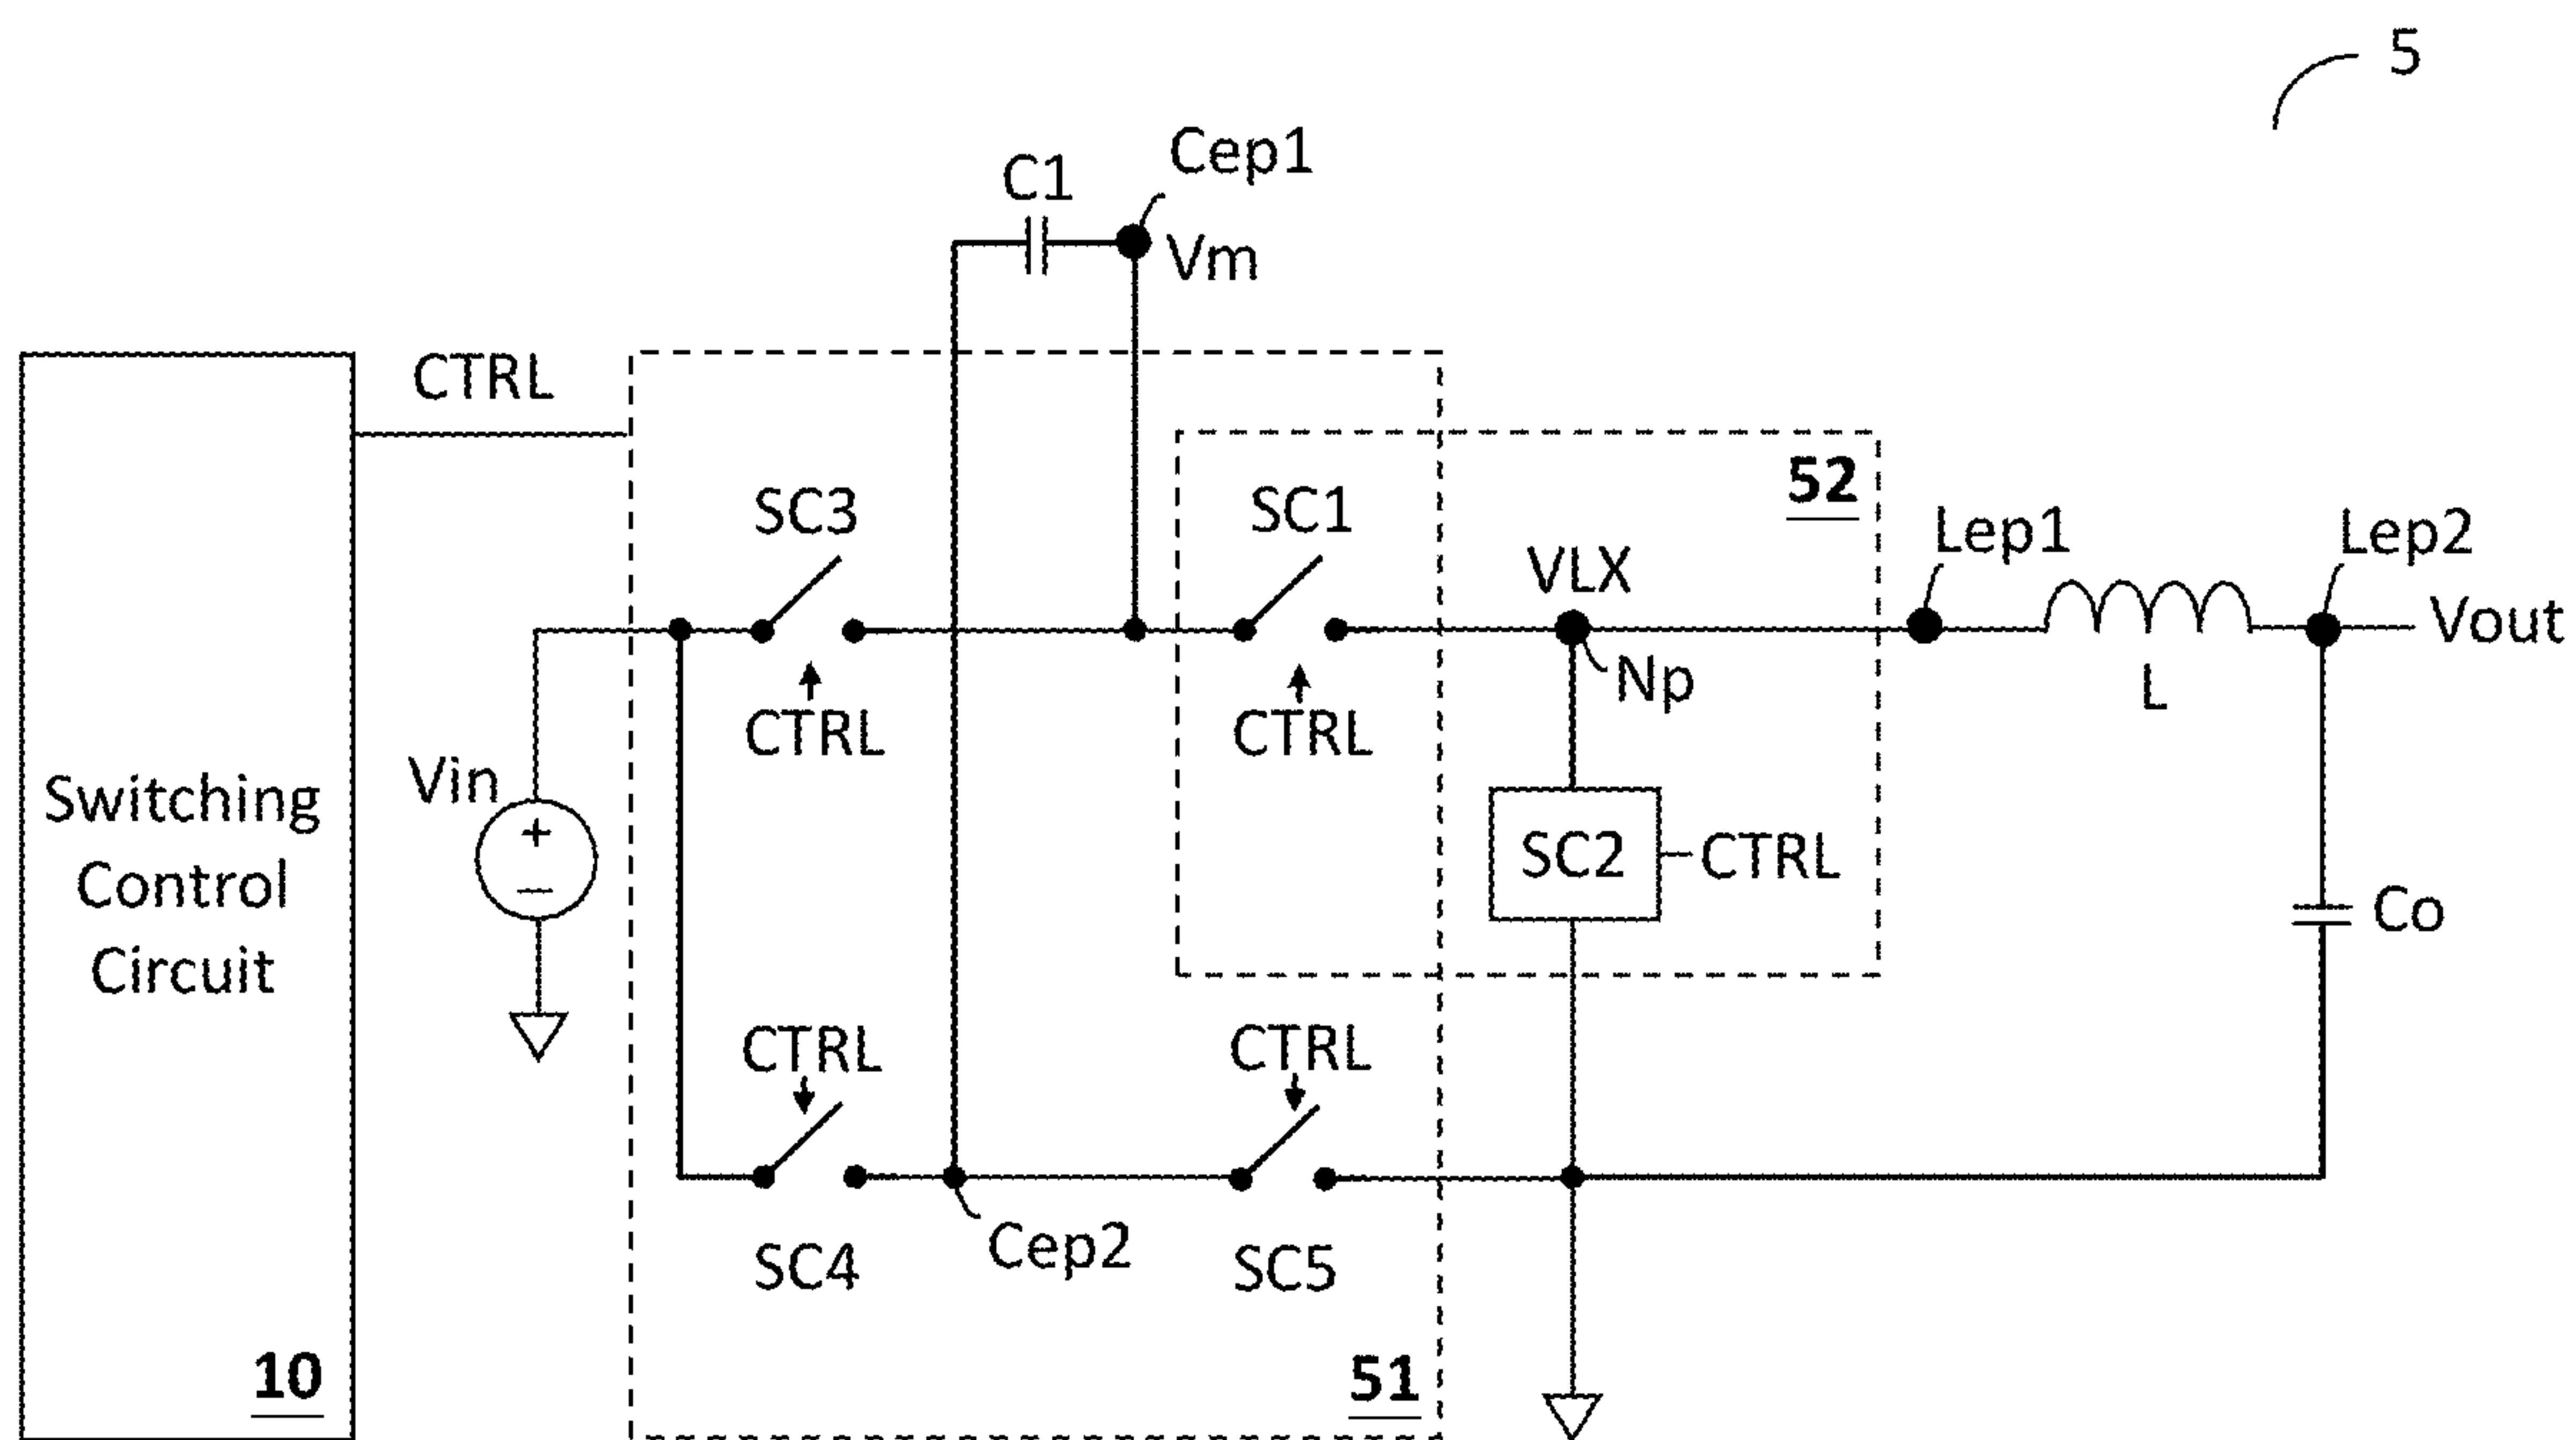 5
Cep1
C1
Vm
CTRL
52
SC3
SC1
VLX
Lep1
Lep2
Vout
Np
L
CTRL
CTRL
Vin
+
−
Switching
Control
Circuit
SC2
CTRL
Co
CTRL
CTRL
Cep2
SC4
SC5
10
51